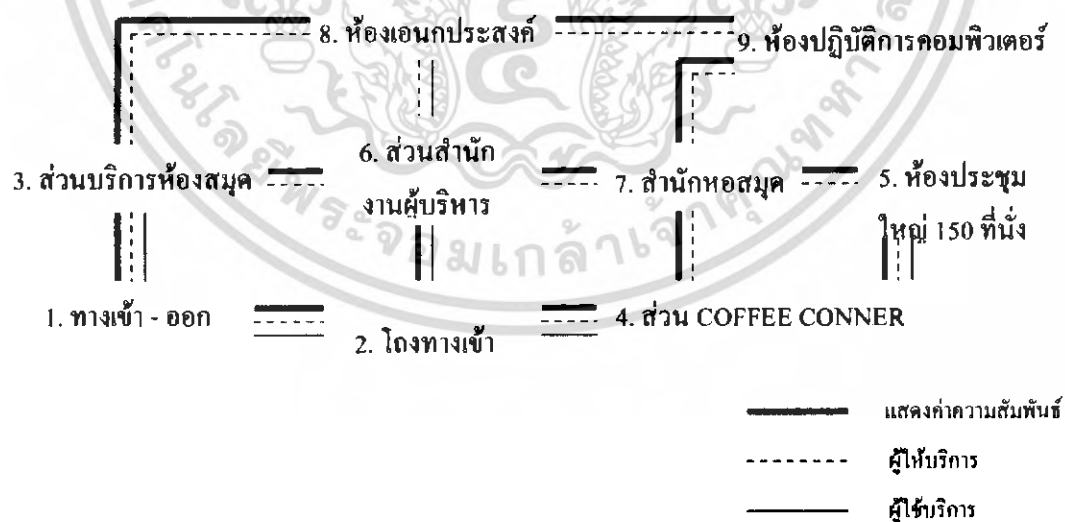 8. ห้องเอนกประสงค์
9. ห้องปฏิบัติการคอมพิวเตอร์
3. ส่วนบริการห้องสมุด
6. ส่วนสำนัก
งานผู้บริหาร
7. สำนักหอสมุด
5. ห้องประชุม
ใหญ่ 150 ที่นั่ง
1. ทางเข้า - ออก
2. โถงทางเข้า
4. ส่วน COFFEE CONNER
แสดงค่าความสัมพันธ์
ผู้ให้บริการ
ผู้ใช้บริการ